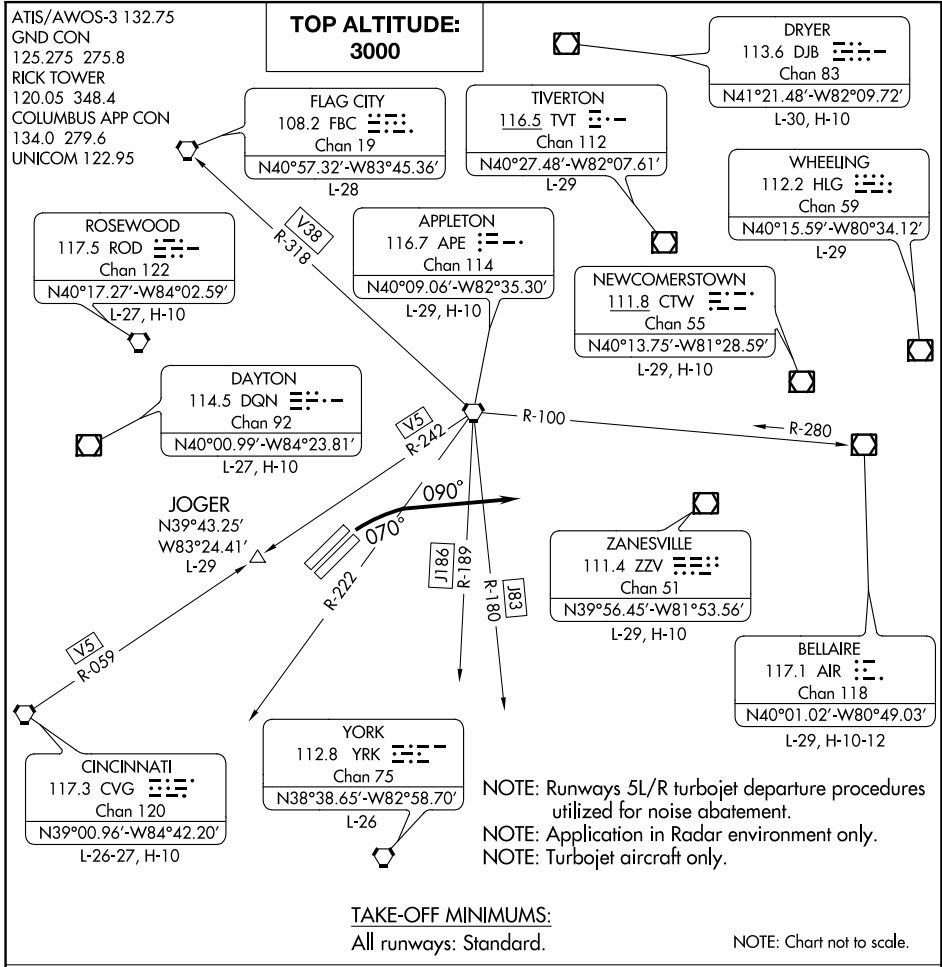 ATIS/AWOS-3 132.75
GND CON
125.275 275.8
RICK TOWER
120.05 348.4
COLUMBUS APP CON
134.0 279.6
UNICOM 122.95
TOP ALTITUDE:
3000
DRYER
113.6 DJB
Chan 83
N41°21.48'-W82°09.72'
L-30, H-10
FLAG CITY
108.2 FBC
Chan 19
N40°57.32'-W83°45.36'
L-28
TIVERTON
116.5 TVT
Chan 112
N40°27.48'-W82°07.61'
L-29
WHEELING
112.2 HLG
Chan 59
N40°15.59'-W80°34.12'
L-29
ROSEWOOD
117.5 ROD
Chan 122
N40°17.27'-W84°02.59'
L-27, H-10
V38
R-318
APPLETON
116.7 APE
Chan 114
N40°09.06'-W82°35.30'
L-29, H-10
NEWCOMERSTOWN
111.8 CTW
Chan 55
N40°13.75'-W81°28.59'
L-29, H-10
DAYTON
114.5 DQN
Chan 92
N40°00.99'-W84°23.81'
L-27, H-10
V5
R-242
R-100
R-280
JOGER
N39°43.25'
W83°24.41'
L-29
070°
090°
R-222
J186
R-189
R-180
J83
ZANESVILLE
111.4 ZZV
Chan 51
N39°56.45'-W81°53.56'
L-29, H-10
V5
R-059
BELLAIRE
117.1 AIR
Chan 118
N40°01.02'-W80°49.03'
L-29, H-10-12
CINCINNATI
117.3 CVG
Chan 120
N39°00.96'-W84°42.20'
L-26-27, H-10
YORK
112.8 YRK
Chan 75
N38°38.65'-W82°58.70'
L-26
NOTE: Runways 5L/R turbojet departure procedures
utilized for noise abatement.
NOTE: Application in Radar environment only.
NOTE: Turbojet aircraft only.
TAKE-OFF MINIMUMS:
All runways: Standard.
NOTE: Chart not to scale.